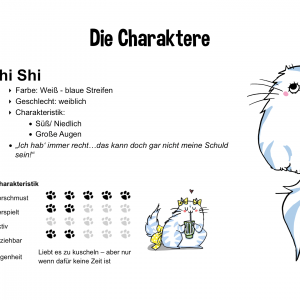 Die Charaktere
hi Shi
Farbe: Weiß - blaue Streifen
Geschlecht: weiblich
Charakteristik:
Süß/ Niedlich
Große Augen
„Ich hab' immer recht…das kann doch gar nicht meine Schuld
sein!“
harakteristik
rschmust
rspielt
tiv
ziehbar
genheit
Liebt es zu kuscheln – aber nur
wenn dafür keine Zeit ist